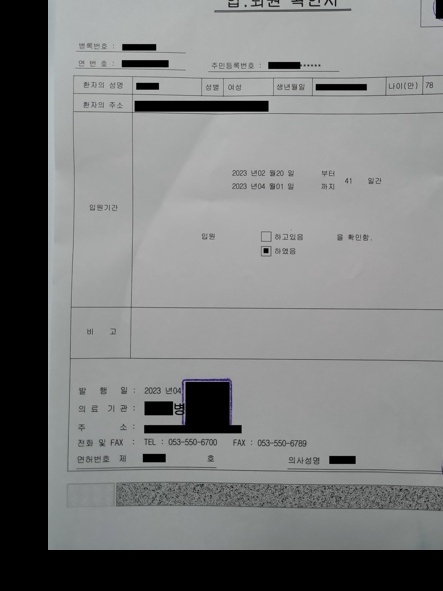 입.퇴원 확인서
병록번호 :
연 번 호 :
주민등록번호 : ******
환자의 성명 성별 여성 생년월일 나이(만) 78
환자의 주소
2023 년02 월20 일 부터
2023 년04 월01 일 까지 41 일간
입원기간
입원 하고있음 을 확인함.
하였음
비 고
발 행 일 : 2023 년04
의 료 기 관 : 병
주 소 :
전화 및 FAX : TEL : 053-550-6700 FAX : 053-550-6789
면허번호 제 호 의사성명